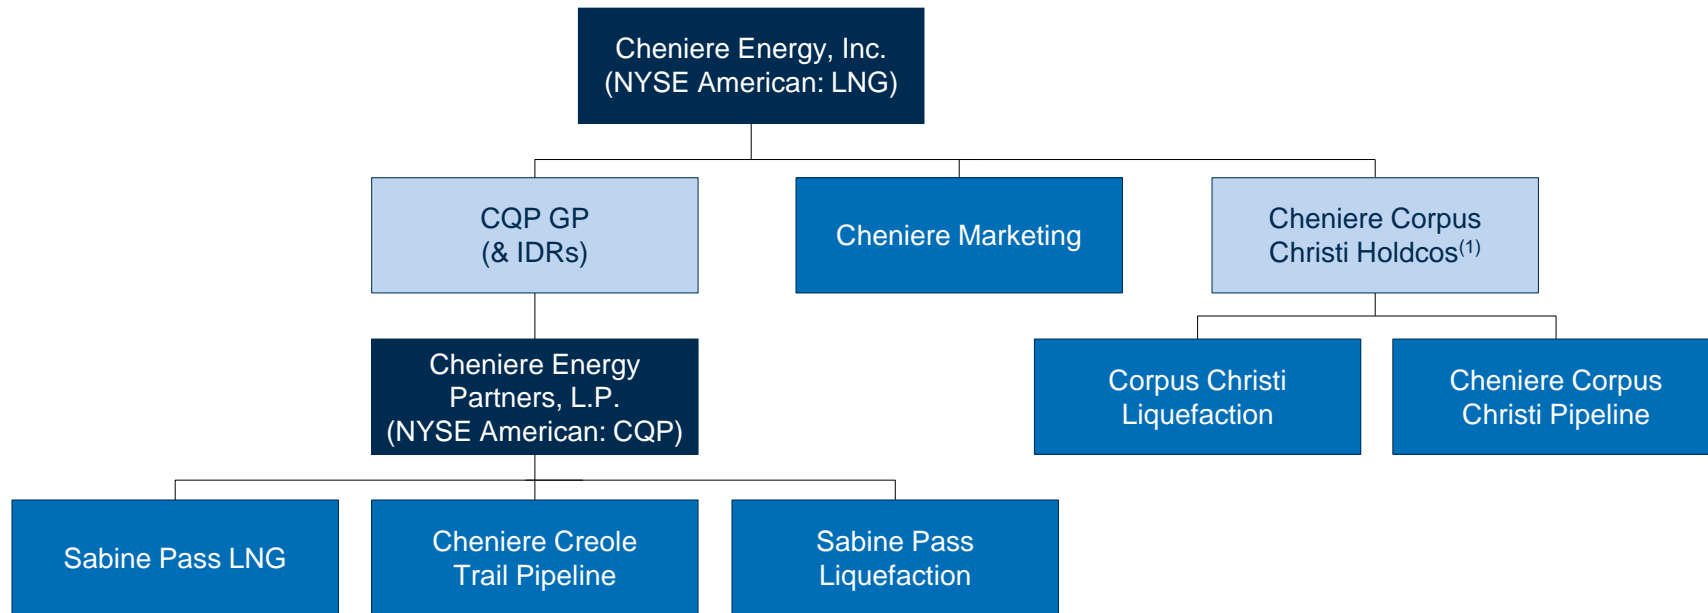 Cheniere Energy, Inc.
(NYSE American: LNG)
CQP GP
(& IDRs)
Cheniere Marketing
Cheniere Corpus
Christi Holdcos(1)
Cheniere Energy
Partners, L.P.
(NYSE American: CQP)
Corpus Christi
Liquefaction
Cheniere Corpus
Christi Pipeline
Sabine Pass LNG
Cheniere Creole
Trail Pipeline
Sabine Pass
Liquefaction